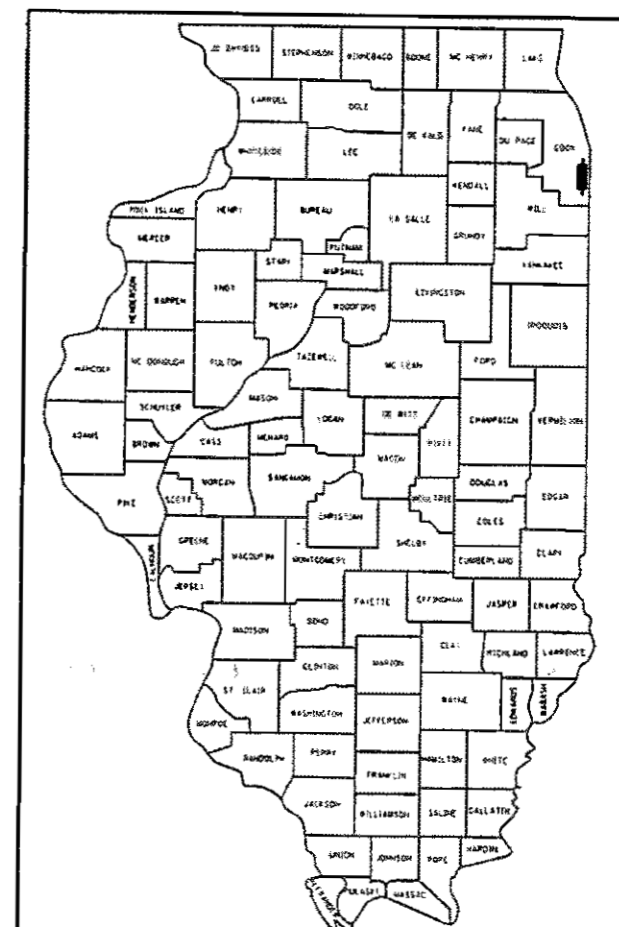 JO DAVIESS STEPHENSON WINNEBAGO BOONE MC HENRY LAKE
CARROLL OGLE DE KALB KANE DU PAGE COOK
WHITESIDE LEE KENDALL
ROCK ISLAND HENRY BUREAU LA SALLE GRUNDY WILL
MERCER PUTNAM
STARK MARSHALL KANKAKEE
HENDERSON WARREN KNOX PEORIA WOODFORD LIVINGSTON IROQUOIS
HANCOCK MC DONOUGH FULTON TAZEWELL MC LEAN FORD
SCHUYLER MASON LOGAN DE WITT CHAMPAIGN VERMILION
ADAMS BROWN CASS MENARD MACON PIATT
PIKE SCOTT MORGAN SANGAMON MOULTRIE DOUGLAS EDGAR
CHRISTIAN COLES
CALHOUN GREENE MACOUPIN MONTGOMERY SHELBY CUMBERLAND CLARK
JERSEY FAYETTE EFFINGHAM JASPER CRAWFORD
MADISON BOND CLAY RICHLAND LAWRENCE
CLINTON MARION
ST. CLAIR WASHINGTON JEFFERSON WAYNE EDWARDS WABASH
MONROE
RANDOLPH PERRY HAMILTON WHITE
FRANKLIN
JACKSON WILLIAMSON SALINE GALLATIN
UNION JOHNSON POPE HARDIN
ALEXANDER PULASKI MASSAC